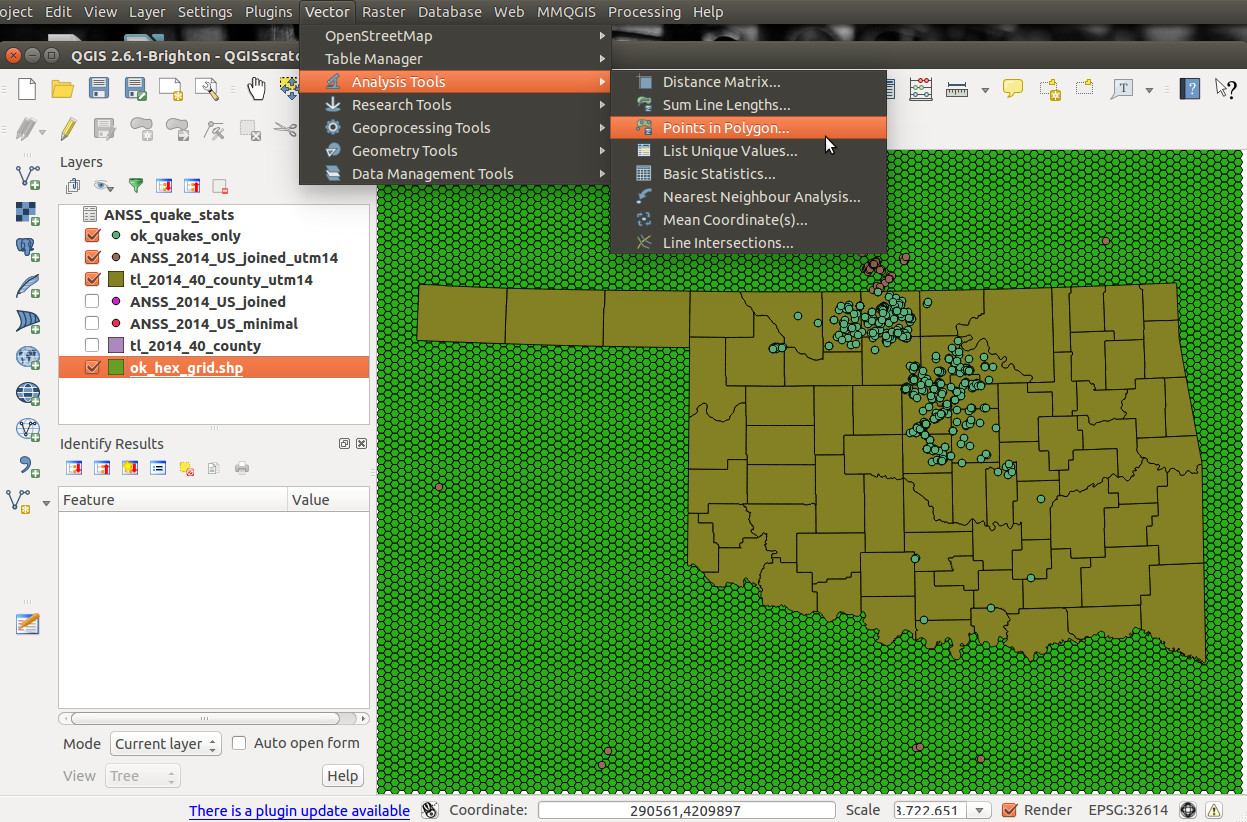 oject Edit View Layer Settings Plugins Vector Raster Database Web MMQGIS Processing Help
QGIS 2.6.1-Brighton - QGISscrat
OpenStreetMap
Table Manager
Analysis Tools
Research Tools
Geoprocessing Tools
Geometry Tools
Data Management Tools
Distance Matrix...
Sum Line Lengths...
Points in Polygon...
List Unique Values...
Basic Statistics...
Nearest Neighbour Analysis...
Mean Coordinate(s)...
Line Intersections...
T
Layers
ANSS_quake_stats
ok_quakes_only
ANSS_2014_US_joined_utm14
tl_2014_40_county_utm14
ANSS_2014_US_joined
ANSS_2014_US_minimal
tl_2014_40_county
ok_hex_grid.shp
Identify Results
Feature Value
Mode Current layer Auto open form
View Tree Help
There is a plugin update available Coordinate: 290561,4209897 Scale 3.722.651 Render EPSG:32614